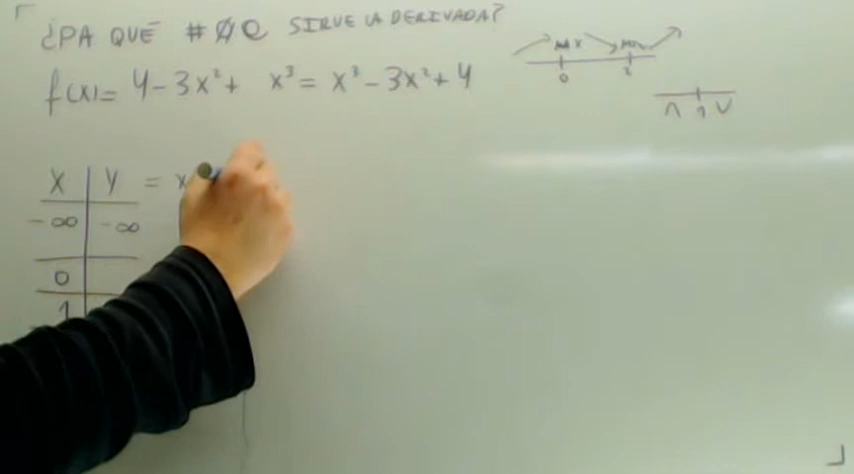 ¿PA QUÉ #@ SIRVE LA DERIVADA?
f(x) = 4 - 3x² + x³ = x³ - 3x² + 4
MAX MIN
0 2
∩ 1 ∪
X Y = x
-∞ -∞
0
1